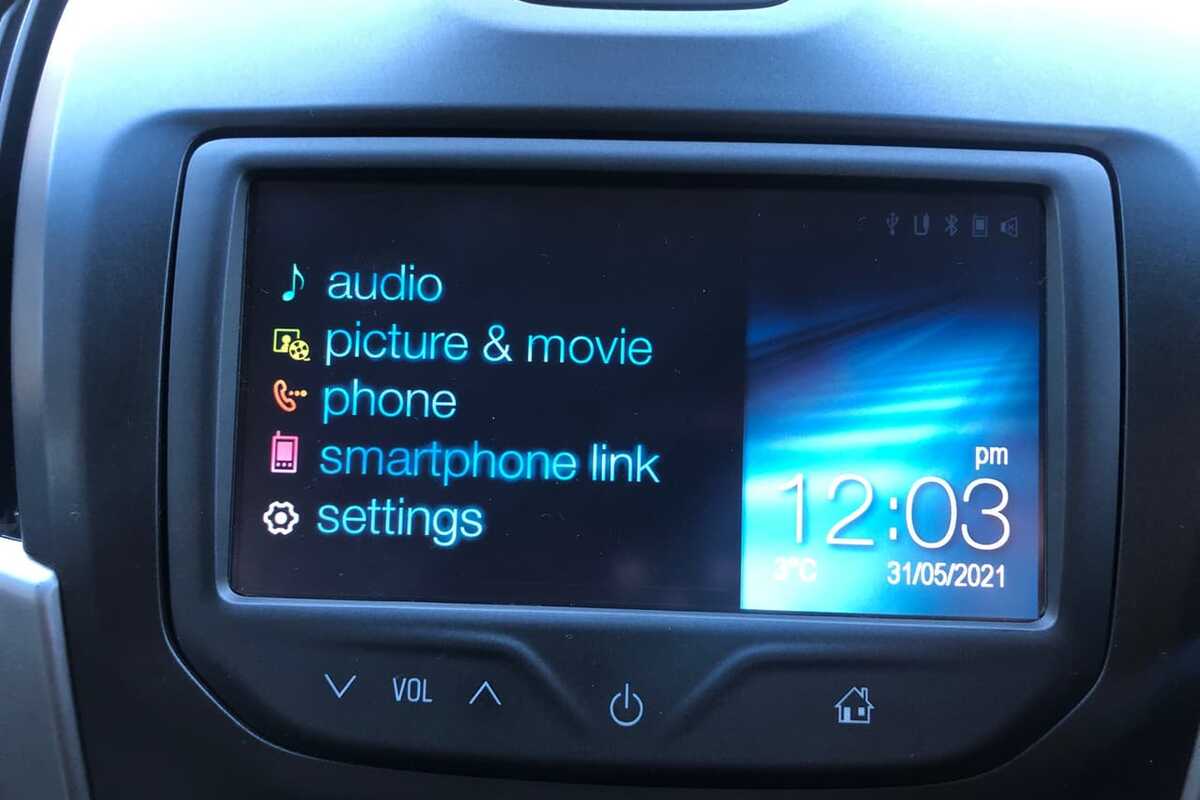 audio
picture & movie
phone
smartphone link
settings
pm
12:03
3°C
31/05/2021
VOL